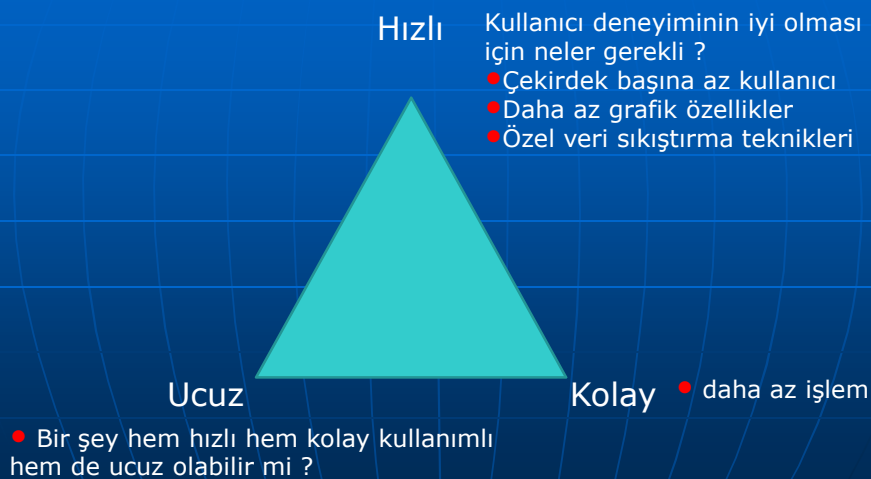 Hızlı
Kullanıcı deneyiminin iyi olması
için neler gerekli ?
•Çekirdek başına az kullanıcı
•Daha az grafik özellikler
•Özel veri sıkıştırma teknikleri
Ucuz
Kolay
• daha az işlem
• Bir şey hem hızlı hem kolay kullanımlı
hem de ucuz olabilir mi ?